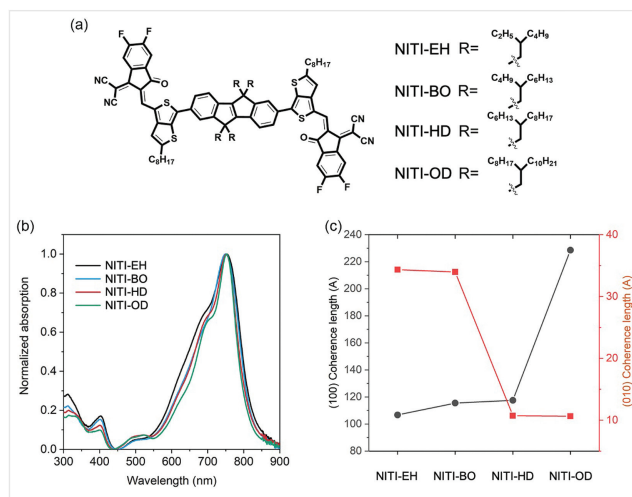 (a)
F
F
O
NC
CN
S
S
C8H17
R R
R R
C8H17
S
S
CN
CN
O
F
F
NITI-EH R= C2H5 C4H9
NITI-BO R= C4H9 C6H13
NITI-HD R= C6H13 C8H17
NITI-OD R= C8H17 C10H21
(b)
Normalized absorption
1.0
0.8
0.6
0.4
0.2
0.0
NITI-EH
NITI-BO
NITI-HD
NITI-OD
300 400 500 600 700 800 900
Wavelength (nm)
(c)
(100) Coherence length (A)
240
220
200
180
160
140
120
100
80
40
30
20
10
(010) Coherence length (A)
NITI-EH NITI-BO NITI-HD NITI-OD